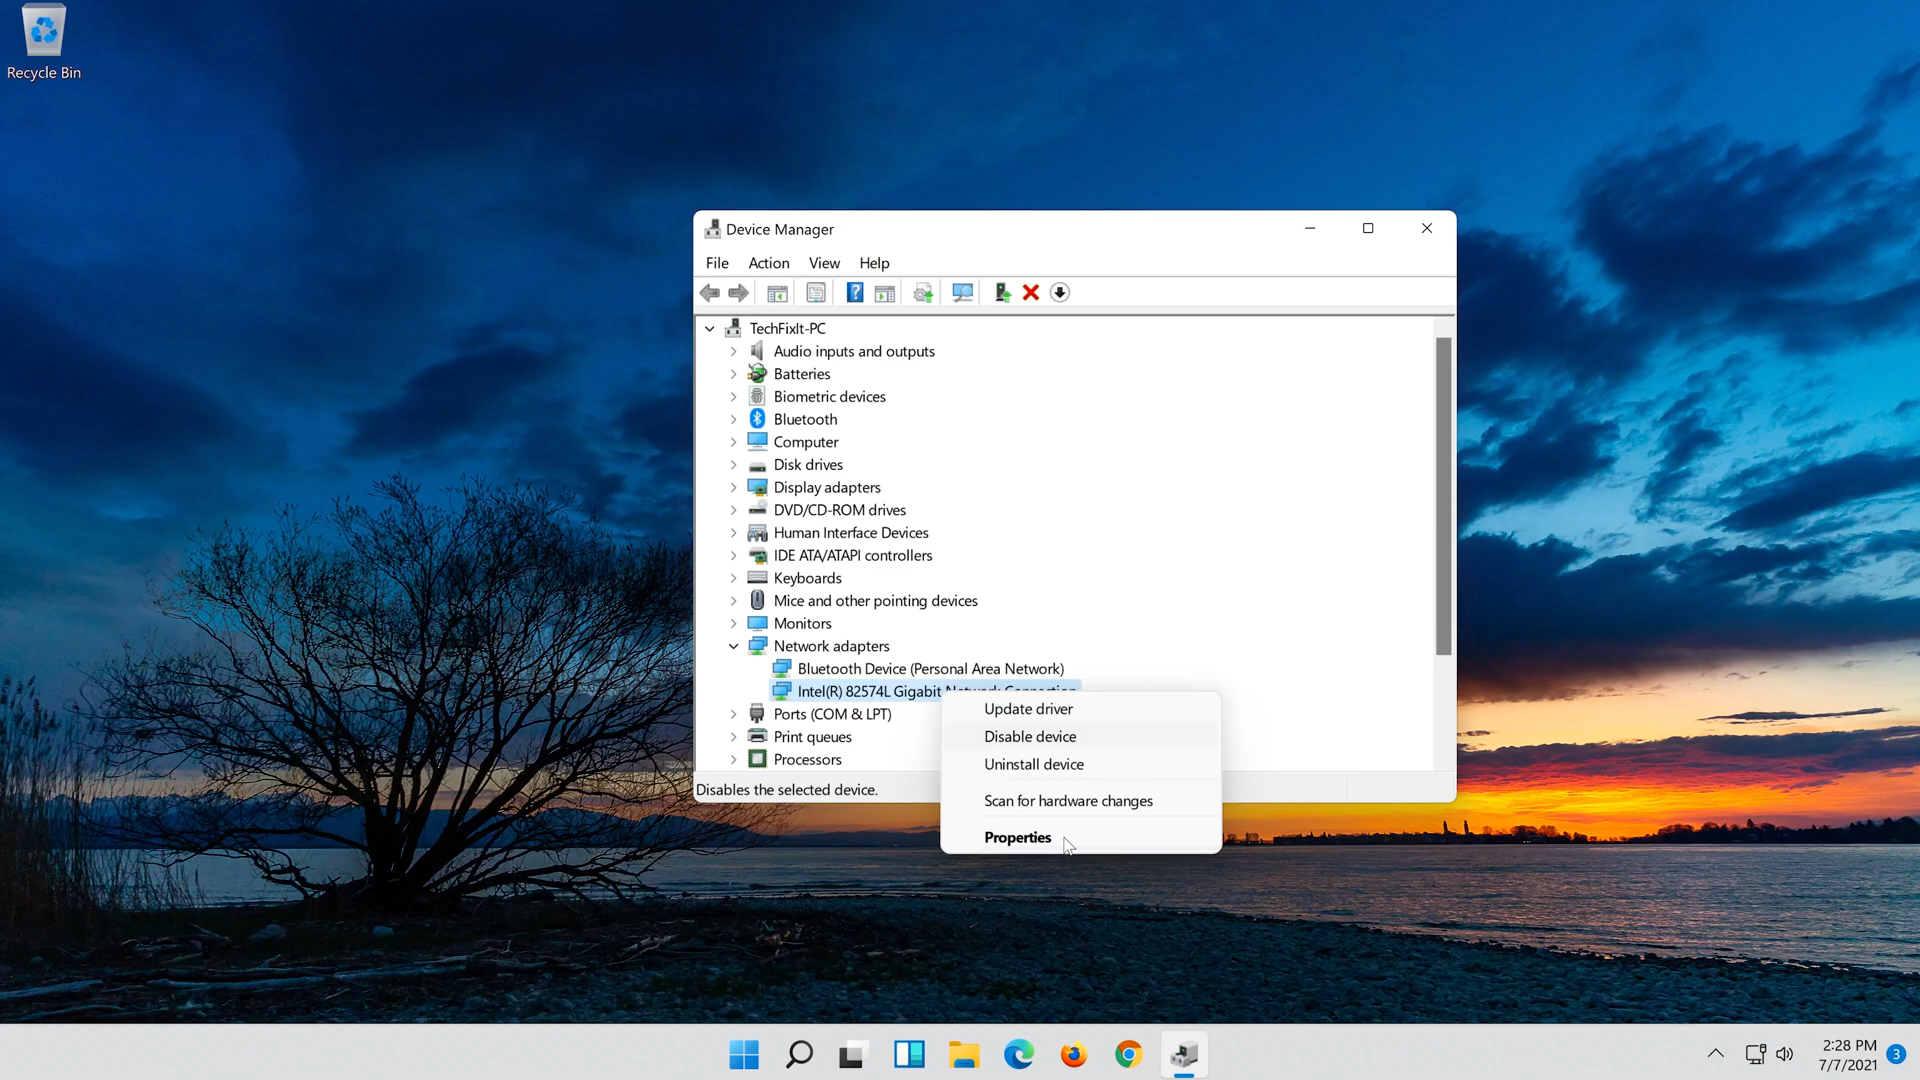 Recycle Bin
Device Manager
File Action View Help
TechFixIt-PC
Audio inputs and outputs
Batteries
Biometric devices
Bluetooth
Computer
Disk drives
Display adapters
DVD/CD-ROM drives
Human Interface Devices
IDE ATA/ATAPI controllers
Keyboards
Mice and other pointing devices
Monitors
Network adapters
Bluetooth Device (Personal Area Network)
Intel(R) 82574L Gigabit Network Connection
Ports (COM & LPT)
Print queues
Processors
Disables the selected device.
Update driver
Disable device
Uninstall device
Scan for hardware changes
Properties
2:28 PM
7/7/2021
3